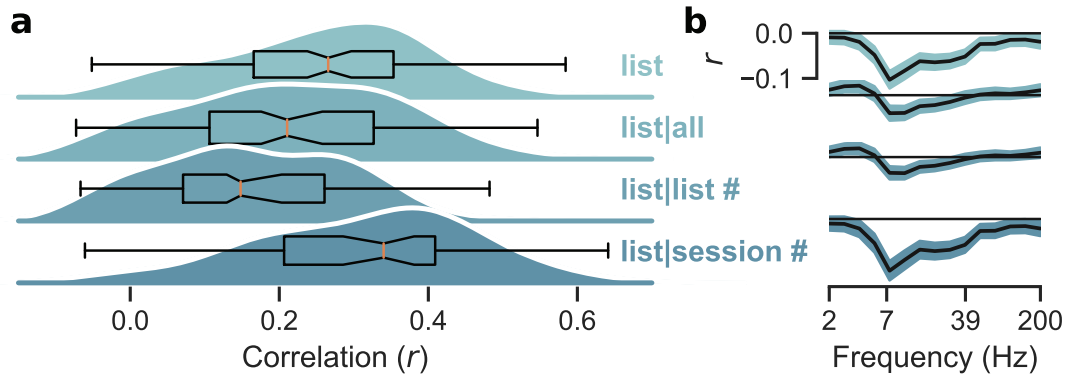 a
list
list|all
list|list #
list|session #
0.0 0.2 0.4 0.6
Correlation (r)
b
0.0
r
−0.1
2 7 39 200
Frequency (Hz)